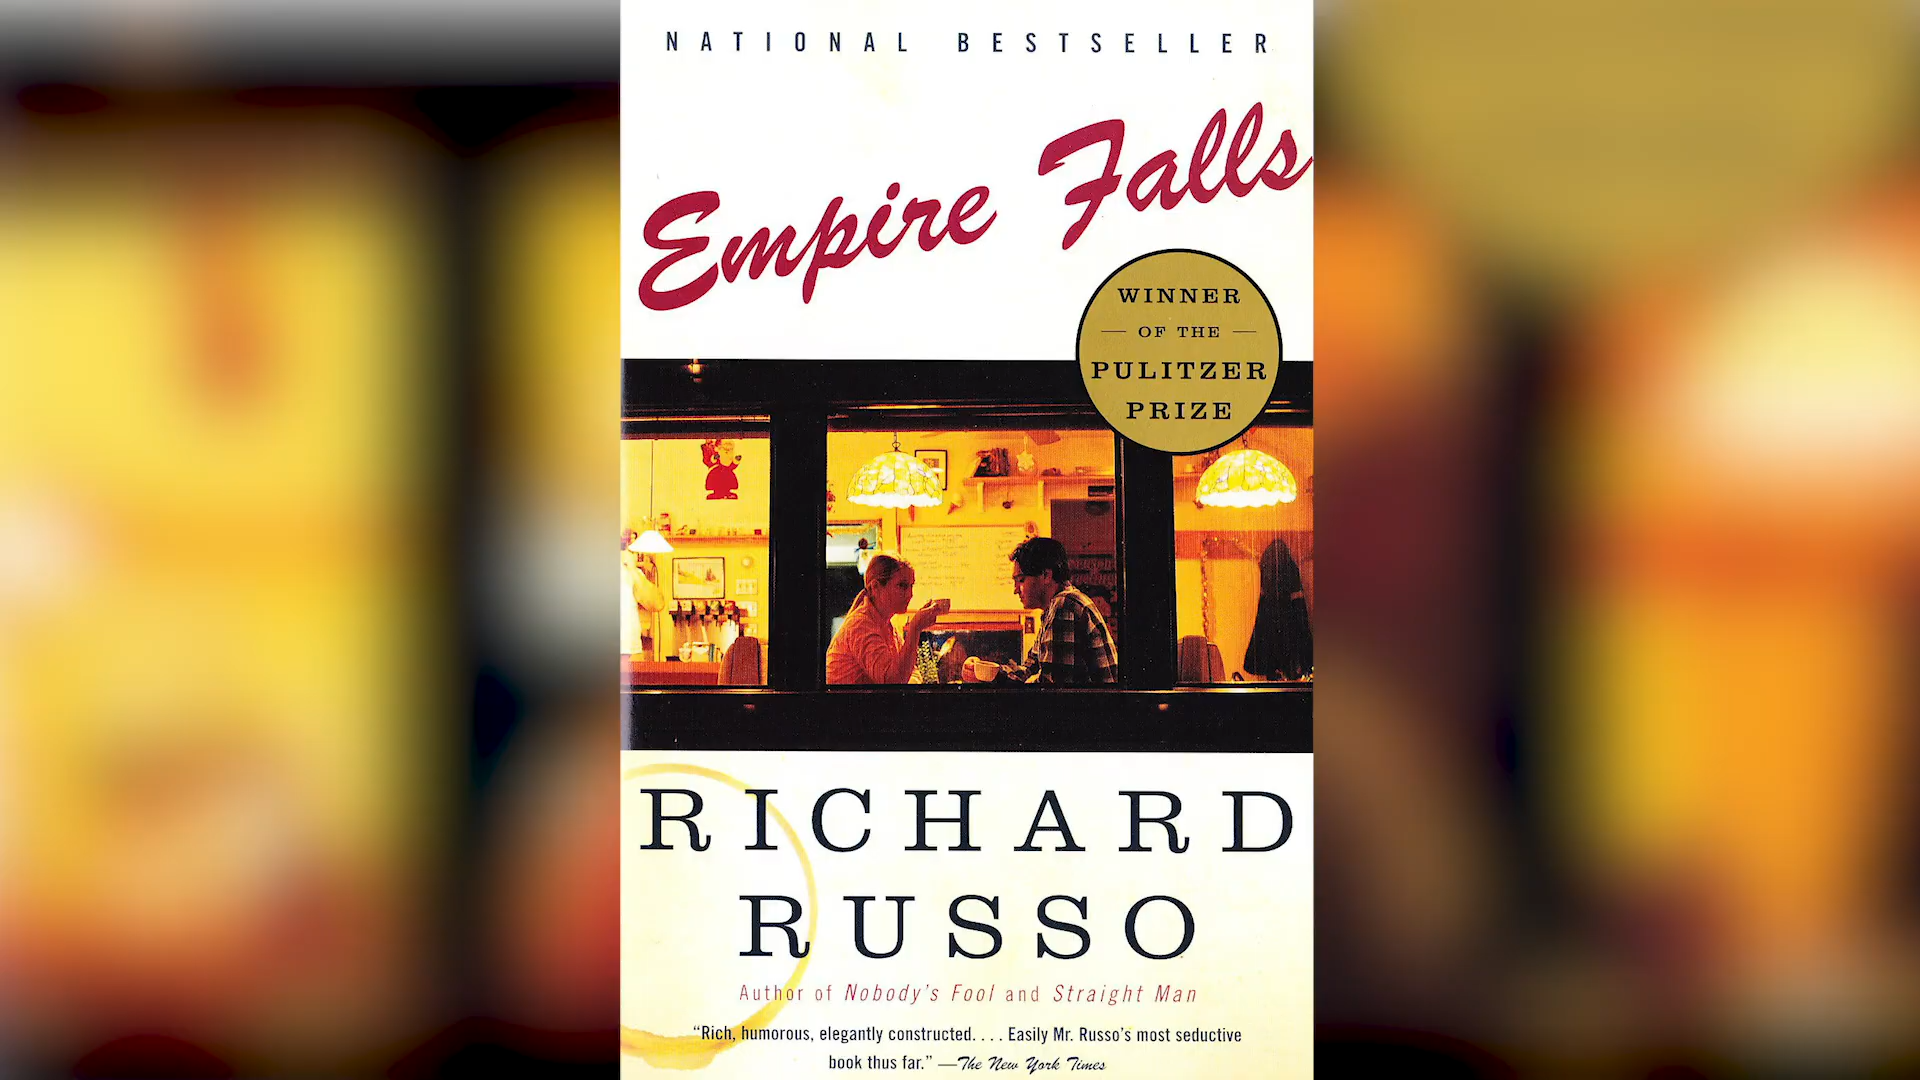 NATIONAL BESTSELLER
Empire Falls
WINNER
OF THE
PULITZER
PRIZE
RICHARD
RUSSO
Author of Nobody's Fool and Straight Man
“Rich, humorous, elegantly constructed. . . . Easily Mr. Russo's most seductive
book thus far.” —The New York Times